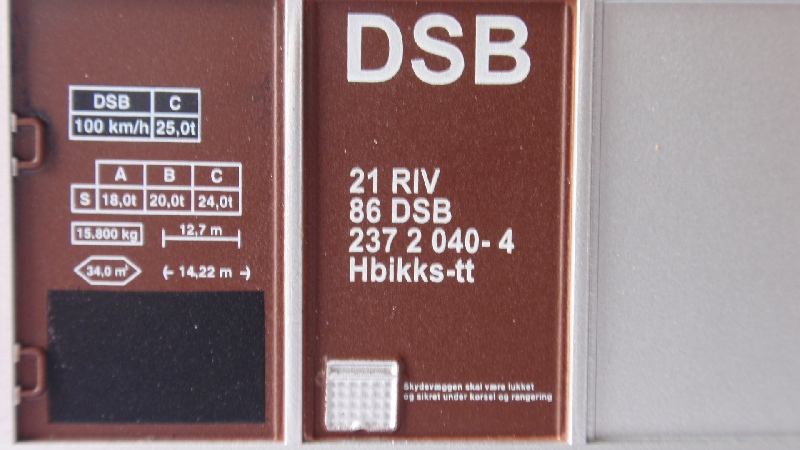 DSB C
100 km/h 25,0t
A B C
S 18,0t 20,0t 24,0t
15.800 kg 12,7 m
34,0 m² 14,22 m
DSB
21 RIV
86 DSB
237 2 040- 4
Hbikks-tt
Skydevæggen skal være lukket
og sikret under kørsel og rangering